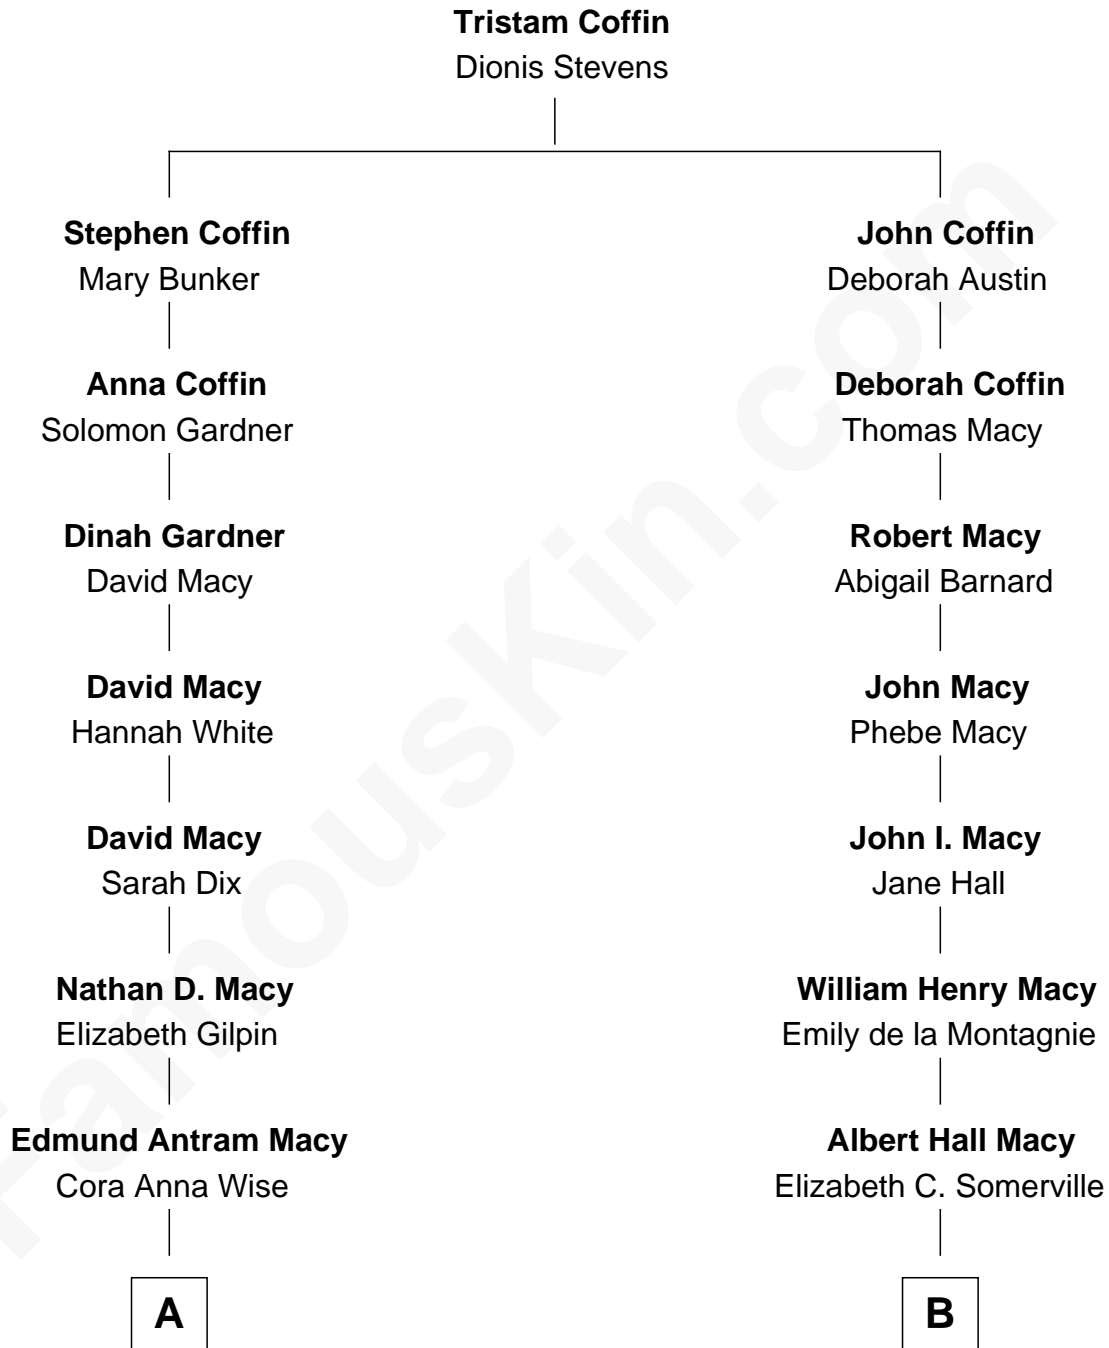 Tristam Coffin
Dionis Stevens
Stephen Coffin
Mary Bunker
John Coffin
Deborah Austin
Anna Coffin
Solomon Gardner
Deborah Coffin
Thomas Macy
Dinah Gardner
David Macy
Robert Macy
Abigail Barnard
David Macy
Hannah White
John Macy
Phebe Macy
David Macy
Sarah Dix
John I. Macy
Jane Hall
Nathan D. Macy
Elizabeth Gilpin
William Henry Macy
Emily de la Montagnie
Edmund Antram Macy
Cora Anna Wise
Albert Hall Macy
Elizabeth C. Somerville
A
B
FamousKin.com